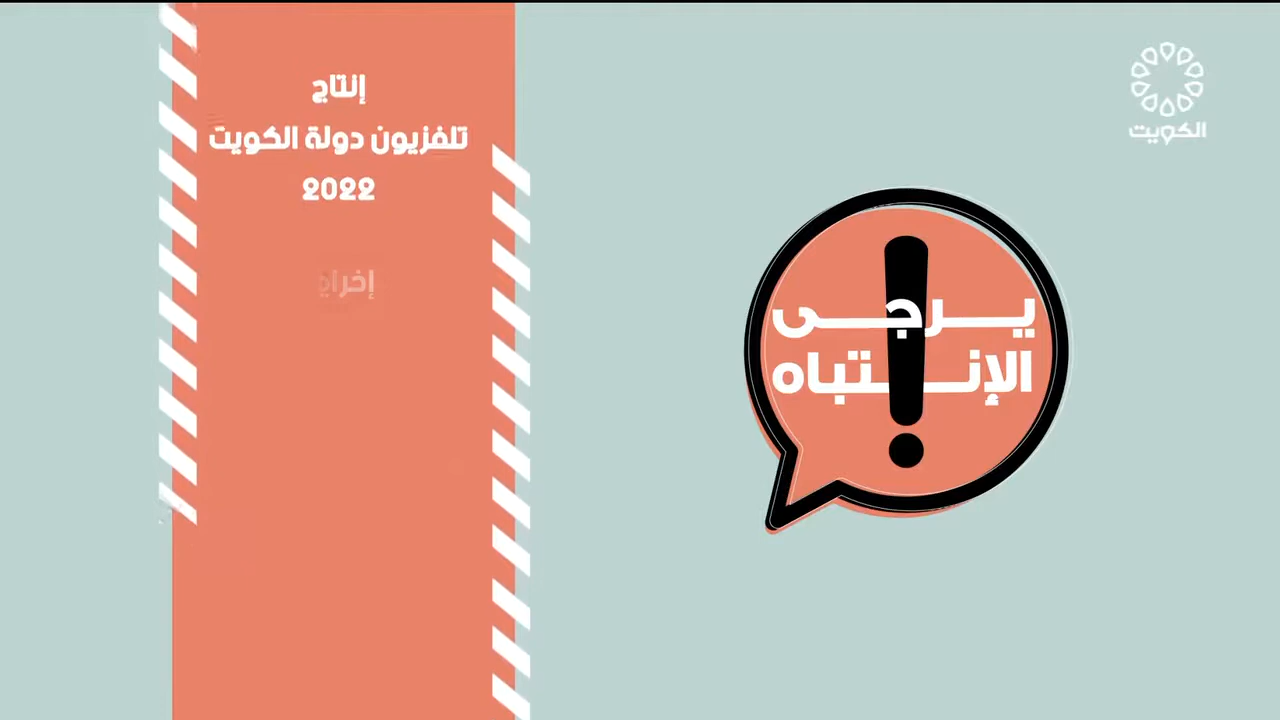 إنتاج
تلفزيون دولة الكويت
2022
يرجى
الإنتباه
الكويت